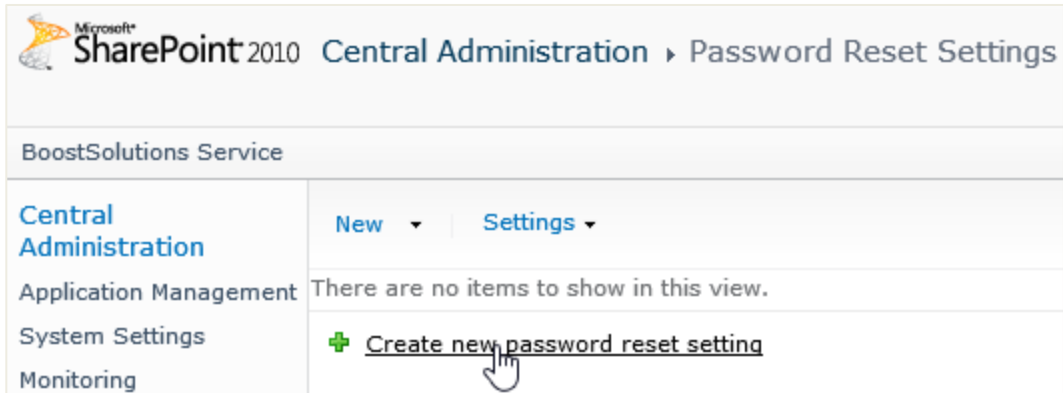 Microsoft®
SharePoint 2010 Central Administration ▸ Password Reset Settings
BoostSolutions Service
Central
Administration
Application Management
System Settings
Monitoring
New Settings
There are no items to show in this view.
Create new password reset setting